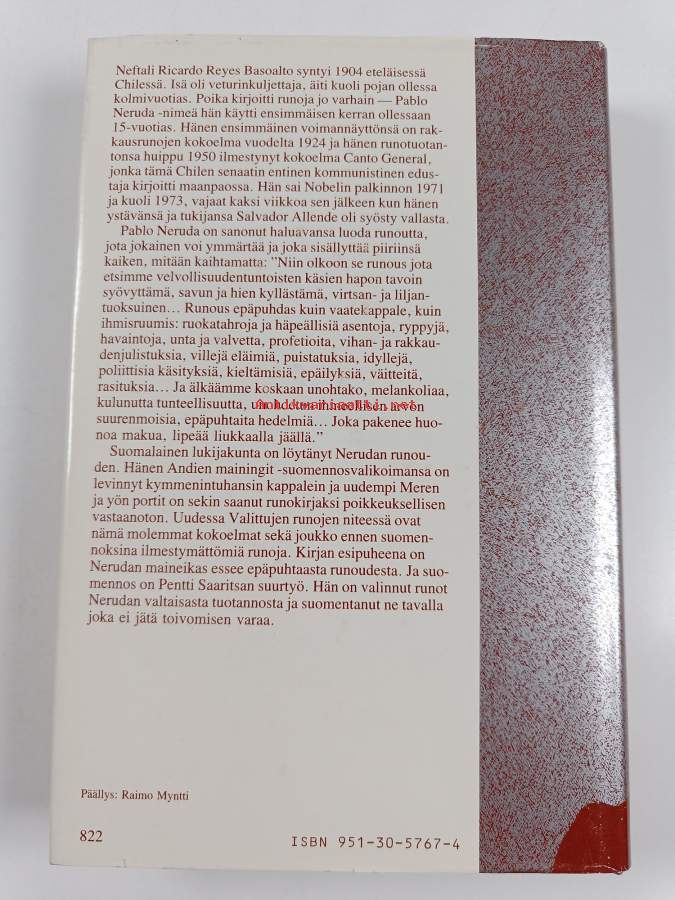 Neftali Ricardo Reyes Basoalto syntyi 1904 eteläisessä
Chilessä. Isä oli veturinkuljettaja, äiti kuoli pojan ollessa
kolmivuotias. Poika kirjoitti runoja jo varhain — Pablo
Neruda -nimeä hän käytti ensimmäisen kerran ollessaan
15-vuotias. Hänen ensimmäinen voimannäyttönsä on rak-
kausrunojen kokoelma vuodelta 1924 ja hänen runotuotan-
tonsa huippu 1950 ilmestynyt kokoelma Canto General,
jonka tämä Chilen senaatin entinen kommunistinen edus-
taja kirjoitti maanpaossa. Hän sai Nobelin palkinnon 1971
ja kuoli 1973, vajaat kaksi viikkoa sen jälkeen kun hänen
ystävänsä ja tukijansa Salvador Allende oli syösty vallasta.
Pablo Neruda on sanonut haluavansa luoda runoutta,
jota jokainen voi ymmärtää ja joka sisällyttää piiriinsä
kaiken, mitään kaihtamatta: ”Niin olkoon se runous jota
etsimme velvollisuudentuntoisten käsien hapon tavoin
syövyttämä, savun ja hien kyllästämä, virtsan- ja liljan-
tuoksuinen... Runous epäpuhdas kuin vaatekappale, kuin
ihmisruumis: ruokatahroja ja häpeällisiä asentoja, ryppyjä,
havaintoja, unta ja valvetta, profetioita, vihan- ja rakkau-
denjulistuksia, villejä eläimiä, puistatuksia, idyllejä,
poliittisia käsityksiä, kieltämisiä, epäilyksiä, väitteitä,
rasituksia... Ja älkäämme koskaan unohtako, melankoliaa,
kulunutta tunteellisuutta, arvon
suurenmoisia, epäpuhtaita hedelmiä... Joka pakenee huo-
noa makua, lipeää liukkaalla jäällä.”
Suomalainen lukijakunta on löytänyt Nerudan runou-
den. Hänen Andien mainingit -suomennosvalikoimansa on
levinnyt kymmenintuhansin kappalein ja uudempi Meren
ja yön portit on sekin saanut runokirjaksi poikkeuksellisen
vastaanoton. Uudessa Valittujen runojen niteessä ovat
nämä molemmat kokoelmat sekä joukko ennen suomen-
noksina ilmestymättömiä runoja. Kirjan esipuheena on
Nerudan maineikas essee epäpuhtaasta runoudesta. Ja suo-
mennos on Pentti Saaritsan suurtyö. Hän on valinnut runot
Nerudan valtaisasta tuotannosta ja suomentanut ne tavalla
joka ei jätä toivomisen varaa.
Päällys: Raimo Myntti
822
ISBN 951-30-5767-4